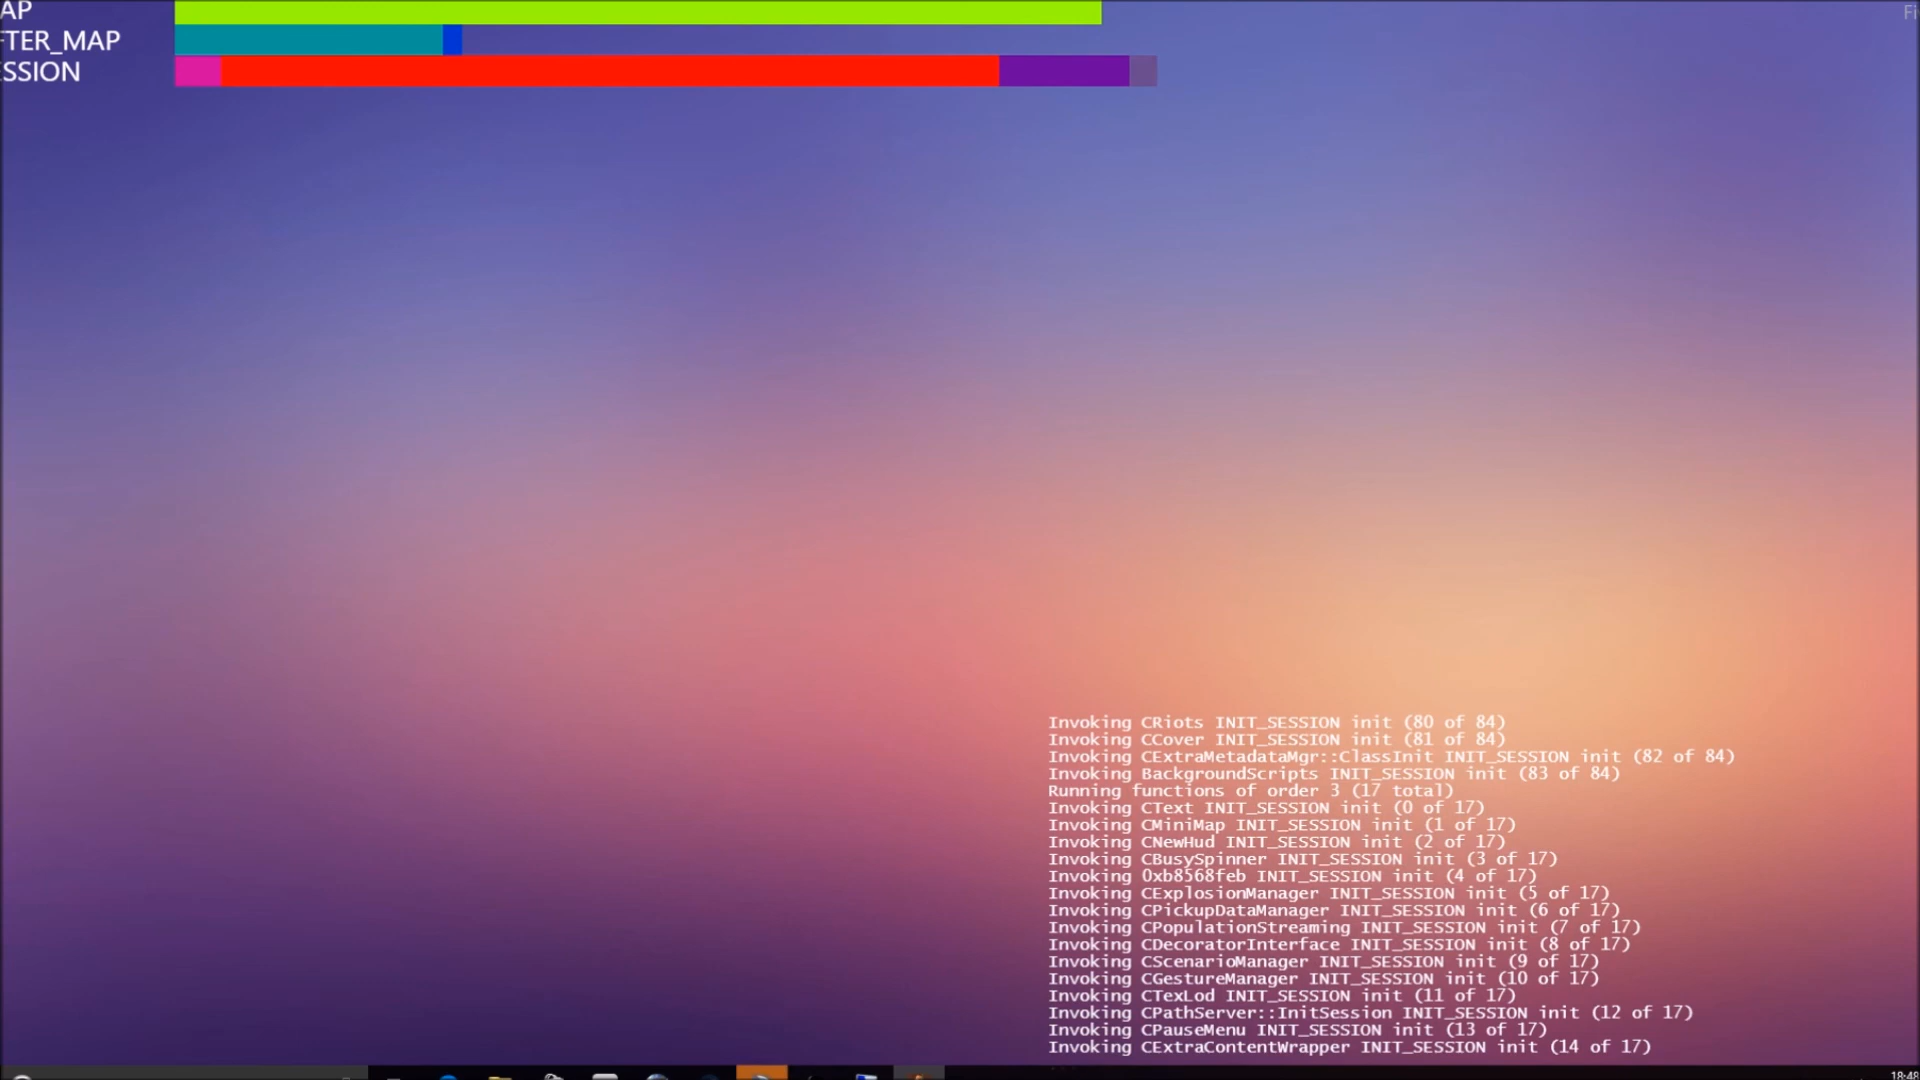 AP
FTER_MAP
ESSION
Fi
Invoking CRiots INIT_SESSION init (80 of 84)
Invoking CCover INIT_SESSION init (81 of 84)
Invoking CExtraMetadataMgr::ClassInit INIT_SESSION init (82 of 84)
Invoking BackgroundScripts INIT_SESSION init (83 of 84)
Running functions of order 3 (17 total)
Invoking CText INIT_SESSION init (0 of 17)
Invoking CMiniMap INIT_SESSION init (1 of 17)
Invoking CNewHud INIT_SESSION init (2 of 17)
Invoking CBusySpinner INIT_SESSION init (3 of 17)
Invoking 0xb8568feb INIT_SESSION init (4 of 17)
Invoking CExplosionManager INIT_SESSION init (5 of 17)
Invoking CPickupDataManager INIT_SESSION init (6 of 17)
Invoking CPopulationStreaming INIT_SESSION init (7 of 17)
Invoking CDecoratorInterface INIT_SESSION init (8 of 17)
Invoking CScenarioManager INIT_SESSION init (9 of 17)
Invoking CGestureManager INIT_SESSION init (10 of 17)
Invoking CTexLod INIT_SESSION init (11 of 17)
Invoking CPathServer::InitSession INIT_SESSION init (12 of 17)
Invoking CPauseMenu INIT_SESSION init (13 of 17)
Invoking CExtraContentWrapper INIT_SESSION init (14 of 17)
18:48